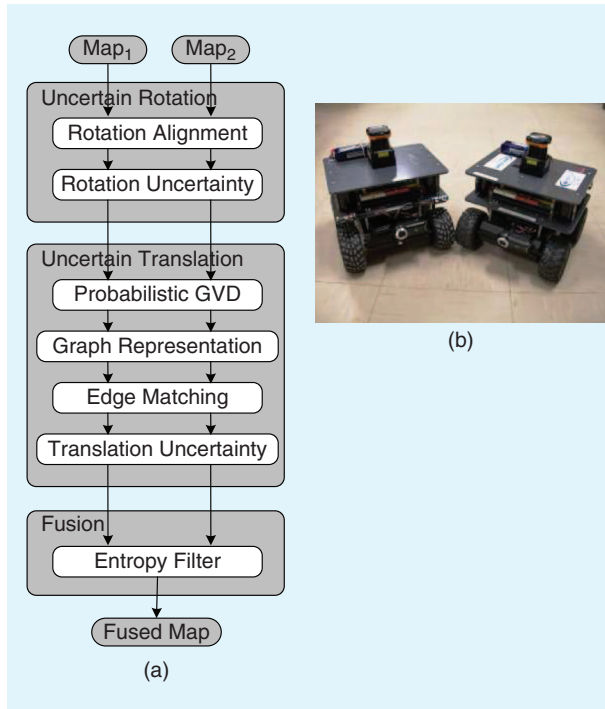 Map₁ Map₂
Uncertain Rotation
Rotation Alignment
Rotation Uncertainty
Uncertain Translation
Probabilistic GVD
Graph Representation
Edge Matching
Translation Uncertainty
Fusion
Entropy Filter
Fused Map
(a)
(b)